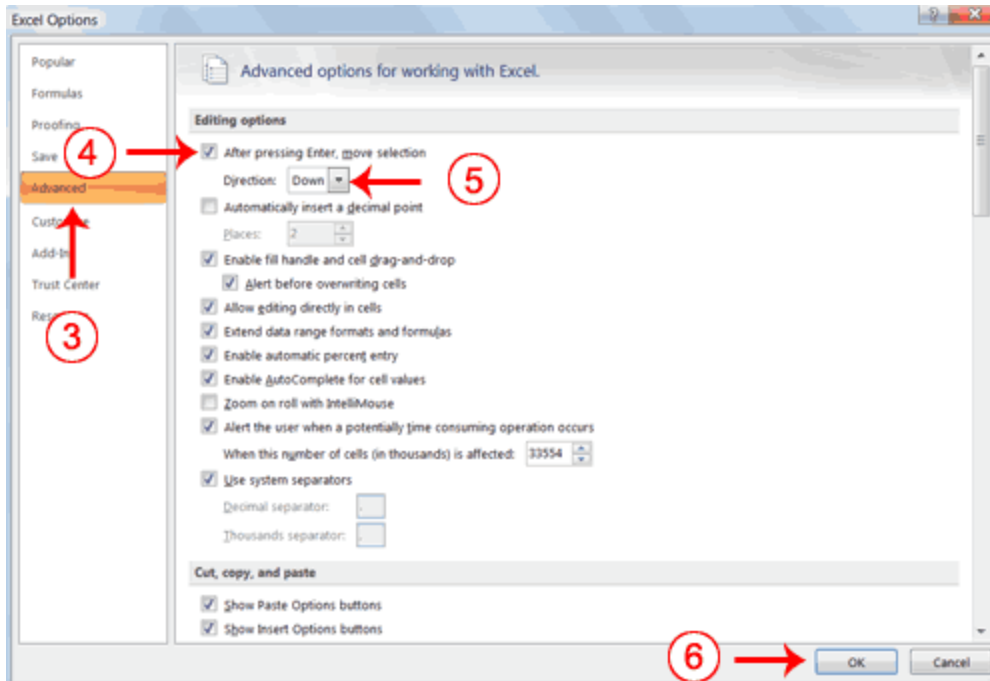 Excel Options
Popular
Formulas
Proofing
Save
Advanced
Trust Center
Advanced options for working with Excel.
Editing options
④ After pressing Enter, move selection
Direction: Down ⑤
Automatically insert a decimal point
Places: 2
Enable fill handle and cell drag-and-drop
Alert before overwriting cells
Allow editing directly in cells
③
Extend data range formats and formulas
Enable automatic percent entry
Enable AutoComplete for cell values
Zoom on roll with IntelliMouse
Alert the user when a potentially time consuming operation occurs
When this number of cells (in thousands) is affected: 33554
Use system separators
Decimal separator: .
Thousands separator:
Cut, copy, and paste
Show Paste Options buttons
Show Insert Options buttons
⑥ OK Cancel